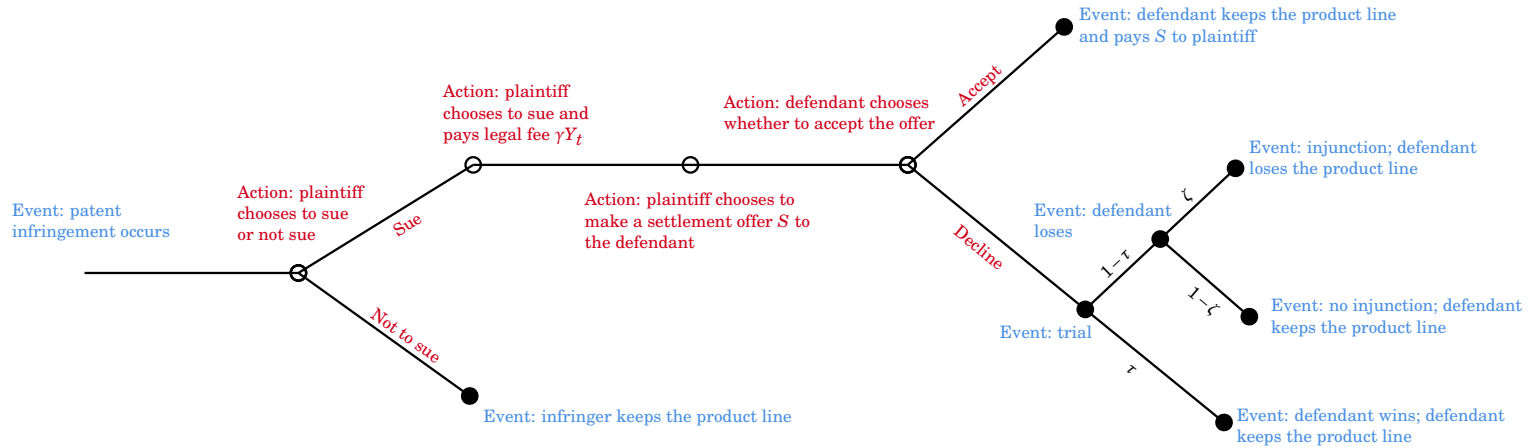 Event: patent
infringement occurs
Action: plaintiff
chooses to sue
or not sue
Sue
Not to sue
Action: plaintiff
chooses to sue and
pays legal fee γY_t
Event: infringer keeps the product line
Action: plaintiff chooses to
make a settlement offer S to
the defendant
Action: defendant chooses
whether to accept the offer
Accept
Decline
Event: defendant keeps the product line
and pays S to plaintiff
Event: trial
1−τ
τ
Event: defendant
loses
ζ
1−ζ
Event: injunction; defendant
loses the product line
Event: no injunction; defendant
keeps the product line
Event: defendant wins; defendant
keeps the product line